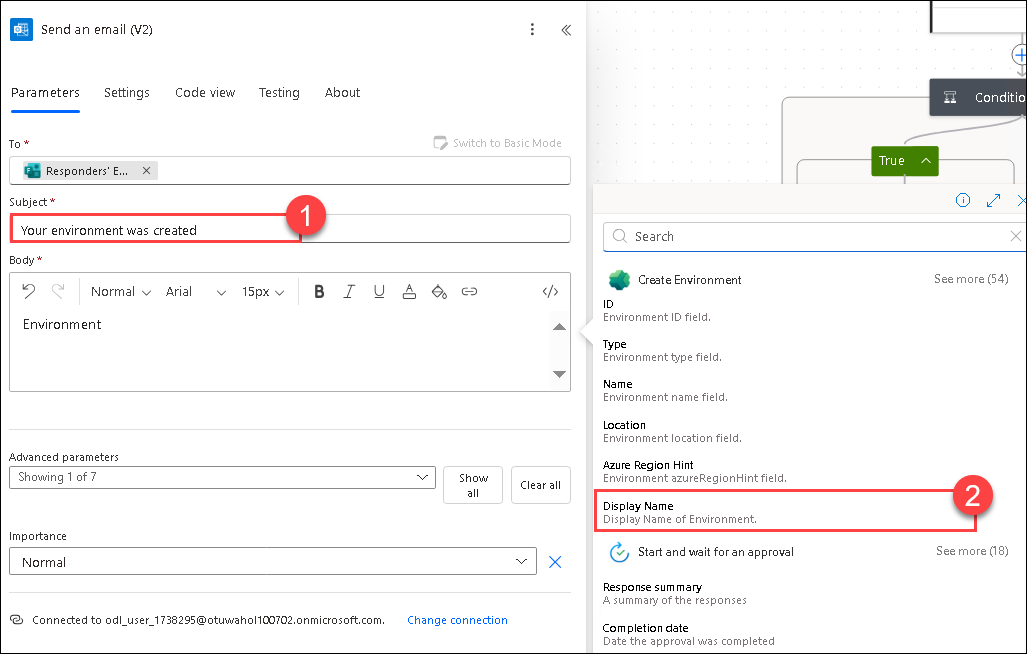 Send an email (V2)
Parameters Settings Code view Testing About
To *
Switch to Basic Mode
Responders' E...
Subject *
Your environment was created
1
Body *
Normal Arial 15px B I U A </>
Environment
Advanced parameters
Showing 1 of 7
Show all
Clear all
Importance
Normal
Connected to odl_user_1738295@otuwahol100702.onmicrosoft.com. Change connection
Conditio
True
Search
Create Environment See more (54)
ID
Environment ID field.
Type
Environment type field.
Name
Environment name field.
Location
Environment location field.
Azure Region Hint
Environment azureRegionHint field.
Display Name
Display Name of Environment.
2
Start and wait for an approval See more (18)
Response summary
A summary of the responses
Completion date
Date the approval was completed